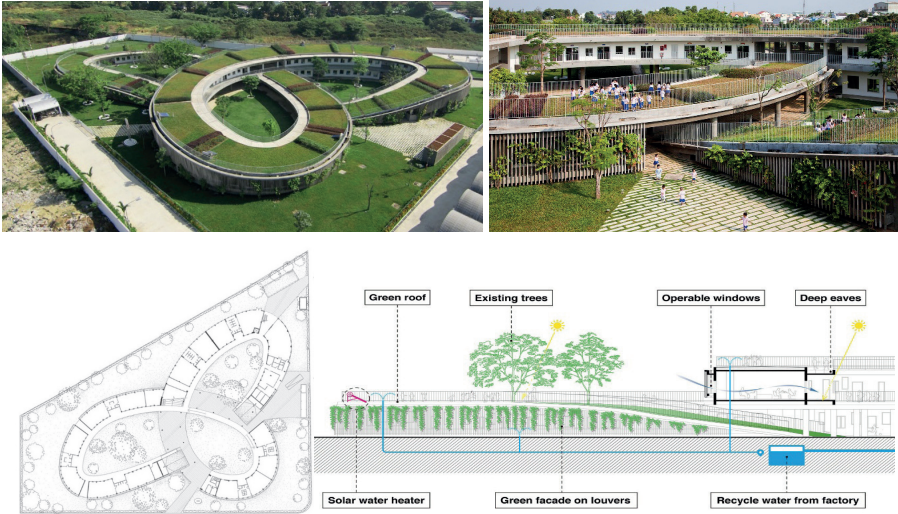 Green roof
Existing trees
Operable windows
Deep eaves
Solar water heater
Green facade on louvers
Recycle water from factory